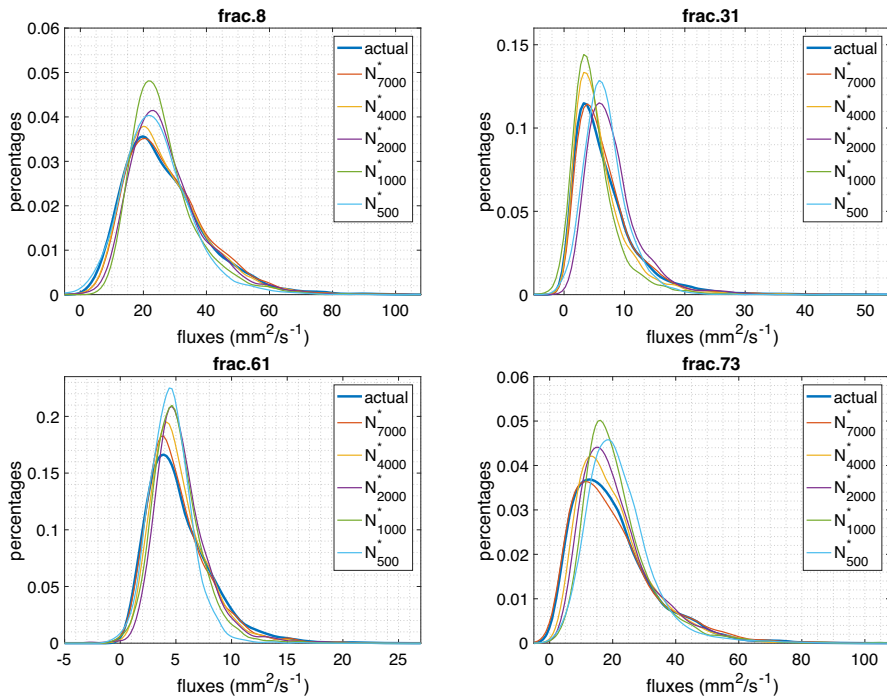 frac.8
0.06
0.05
0.04
0.03
0.02
0.01
0
percentages
0 20 40 60 80 100
fluxes (mm²/s⁻¹)
actual
N*7000
N*4000
N*2000
N*1000
N*500
frac.31
0.15
0.1
0.05
0
percentages
0 10 20 30 40 50
fluxes (mm²/s⁻¹)
actual
N*7000
N*4000
N*2000
N*1000
N*500
frac.61
0.2
0.15
0.1
0.05
0
percentages
-5 0 5 10 15 20 25
fluxes (mm²/s⁻¹)
actual
N*7000
N*4000
N*2000
N*1000
N*500
frac.73
0.06
0.05
0.04
0.03
0.02
0.01
0
percentages
0 20 40 60 80 100
fluxes (mm²/s⁻¹)
actual
N*7000
N*4000
N*2000
N*1000
N*500